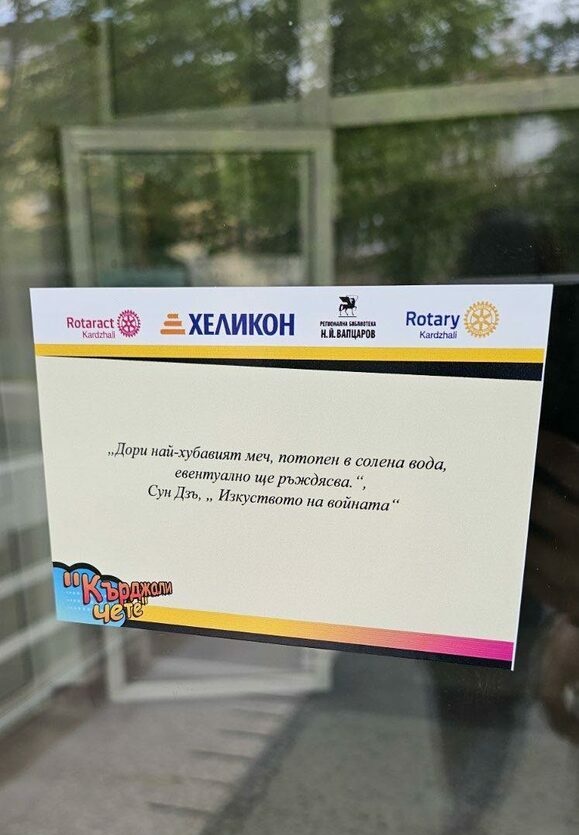 Rotaract
Kardzhali
ХЕЛИКОН
РЕГИОНАЛНА БИБЛИОТЕКА
Н. Й. ВАПЦАРОВ
Rotary
Kardzhali
„Дори най-хубавият меч, потопен в солена вода,
евентуално ще ръждясва.“,
Сун Дзъ, „ Изкуството на войната“
"Кърджали
чете"